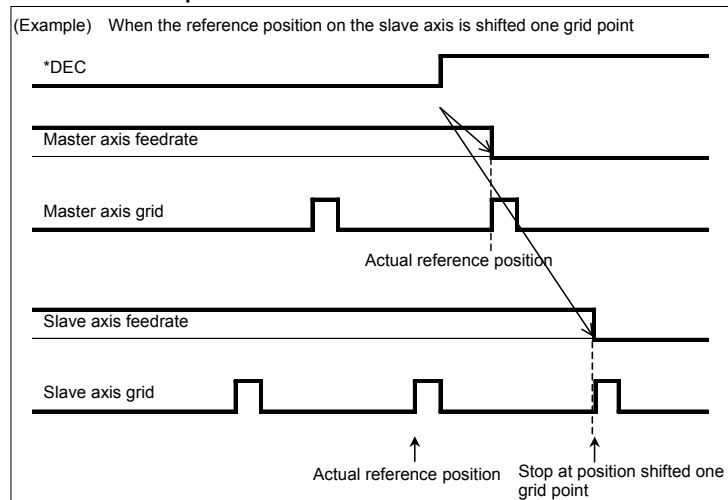 (Example) When the reference position on the slave axis is shifted one grid point
*DEC
Master axis feedrate
Master axis grid
Actual reference position
Slave axis feedrate
Slave axis grid
Actual reference position
Stop at position shifted one
grid point